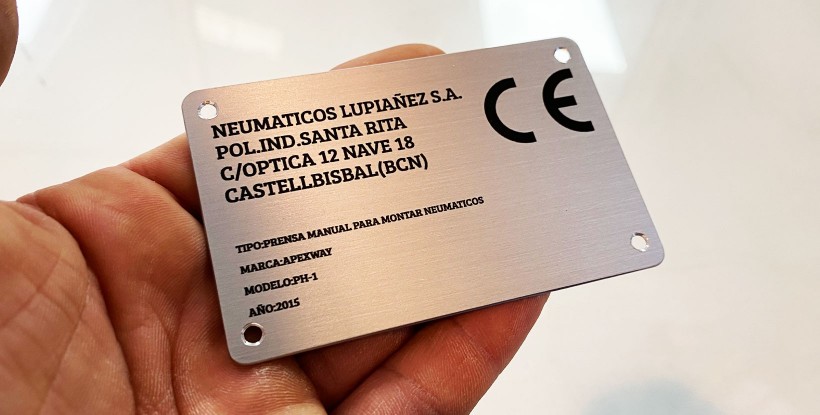 NEUMATICOS LUPIAÑEZ S.A.
POL.IND.SANTA RITA
C/OPTICA 12 NAVE 18
CASTELLBISBAL(BCN)
CE
TIPO:PRENSA MANUAL PARA MONTAR NEUMATICOS
MARCA:APEXWAY
MODELO:PH-1
AÑO:2015